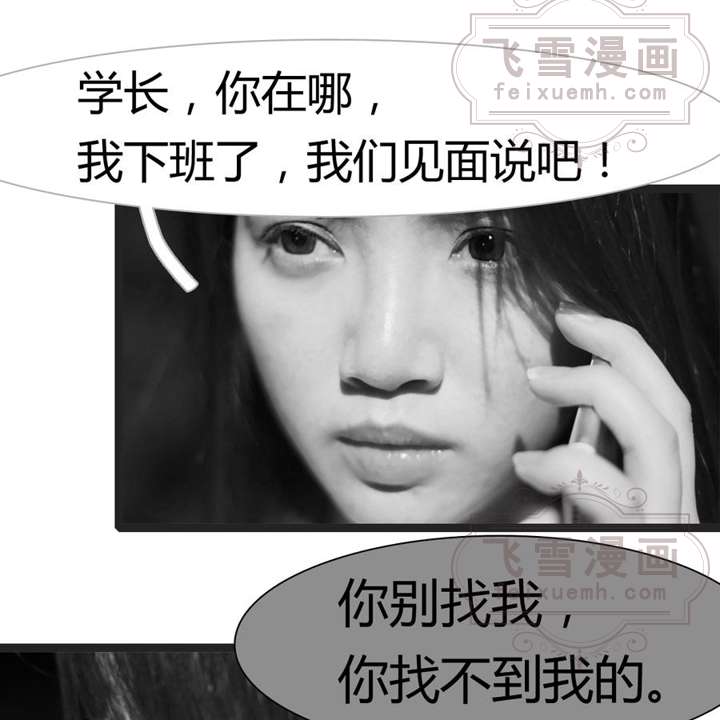 飞雪漫画
feixuemh.com
学长，你在哪，
我下班了，我们见面说吧！
飞雪漫画
feixuemh.com
你别找我，
你找不到我的。